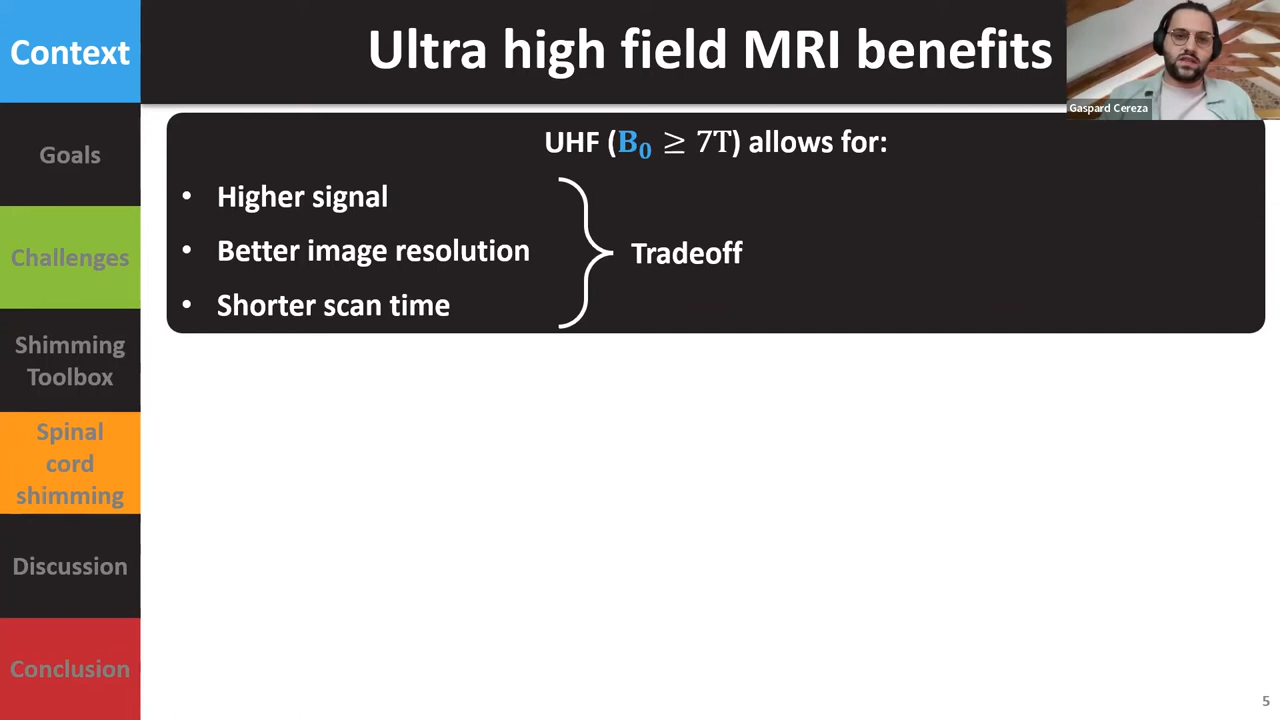 Context
Ultra high field MRI benefits
Gaspard Cereza
Goals
Challenges
Shimming
Toolbox
Spinal
cord
shimming
Discussion
Conclusion
UHF (B₀ ≥ 7T) allows for:
• Higher signal
• Better image resolution
• Shorter scan time
Tradeoff
5